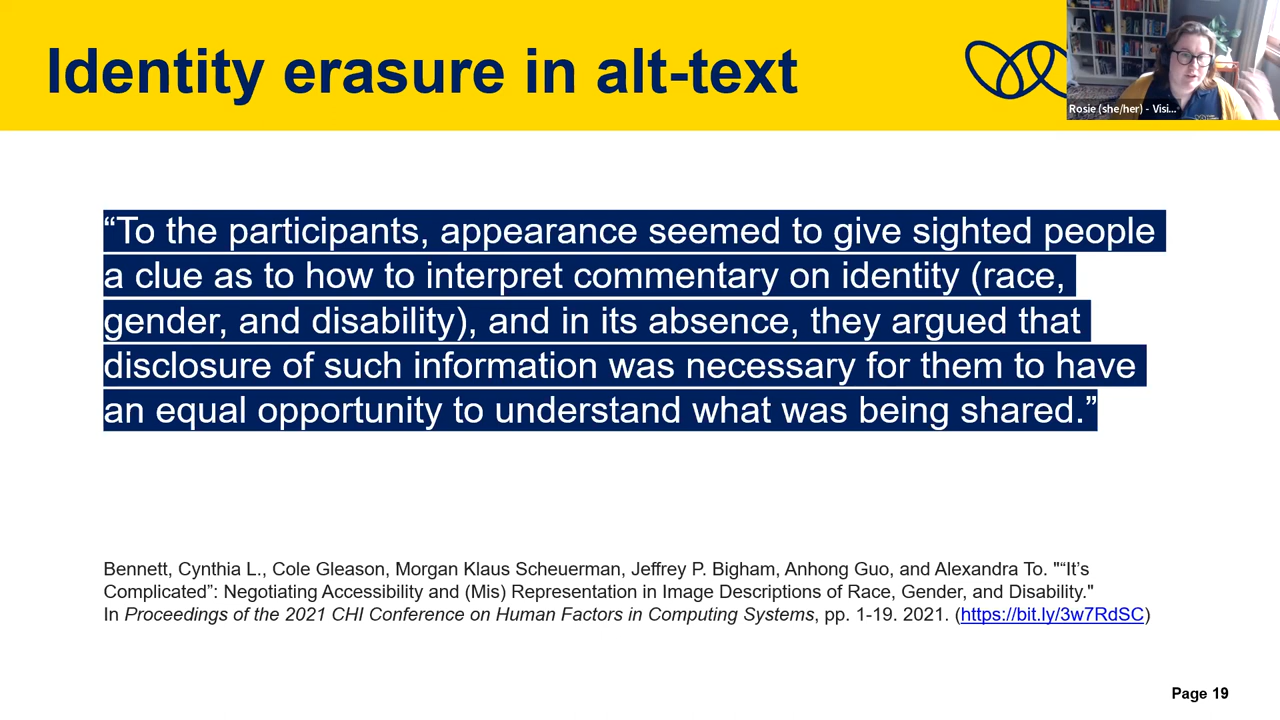 Identity erasure in alt-text
Rosie (she/her) - Visi...
“To the participants, appearance seemed to give sighted people
a clue as to how to interpret commentary on identity (race,
gender, and disability), and in its absence, they argued that
disclosure of such information was necessary for them to have
an equal opportunity to understand what was being shared.”
Bennett, Cynthia L., Cole Gleason, Morgan Klaus Scheuerman, Jeffrey P. Bigham, Anhong Guo, and Alexandra To. "“It’s
Complicated”: Negotiating Accessibility and (Mis) Representation in Image Descriptions of Race, Gender, and Disability."
In Proceedings of the 2021 CHI Conference on Human Factors in Computing Systems, pp. 1-19. 2021. (https://bit.ly/3w7RdSC)
Page 19